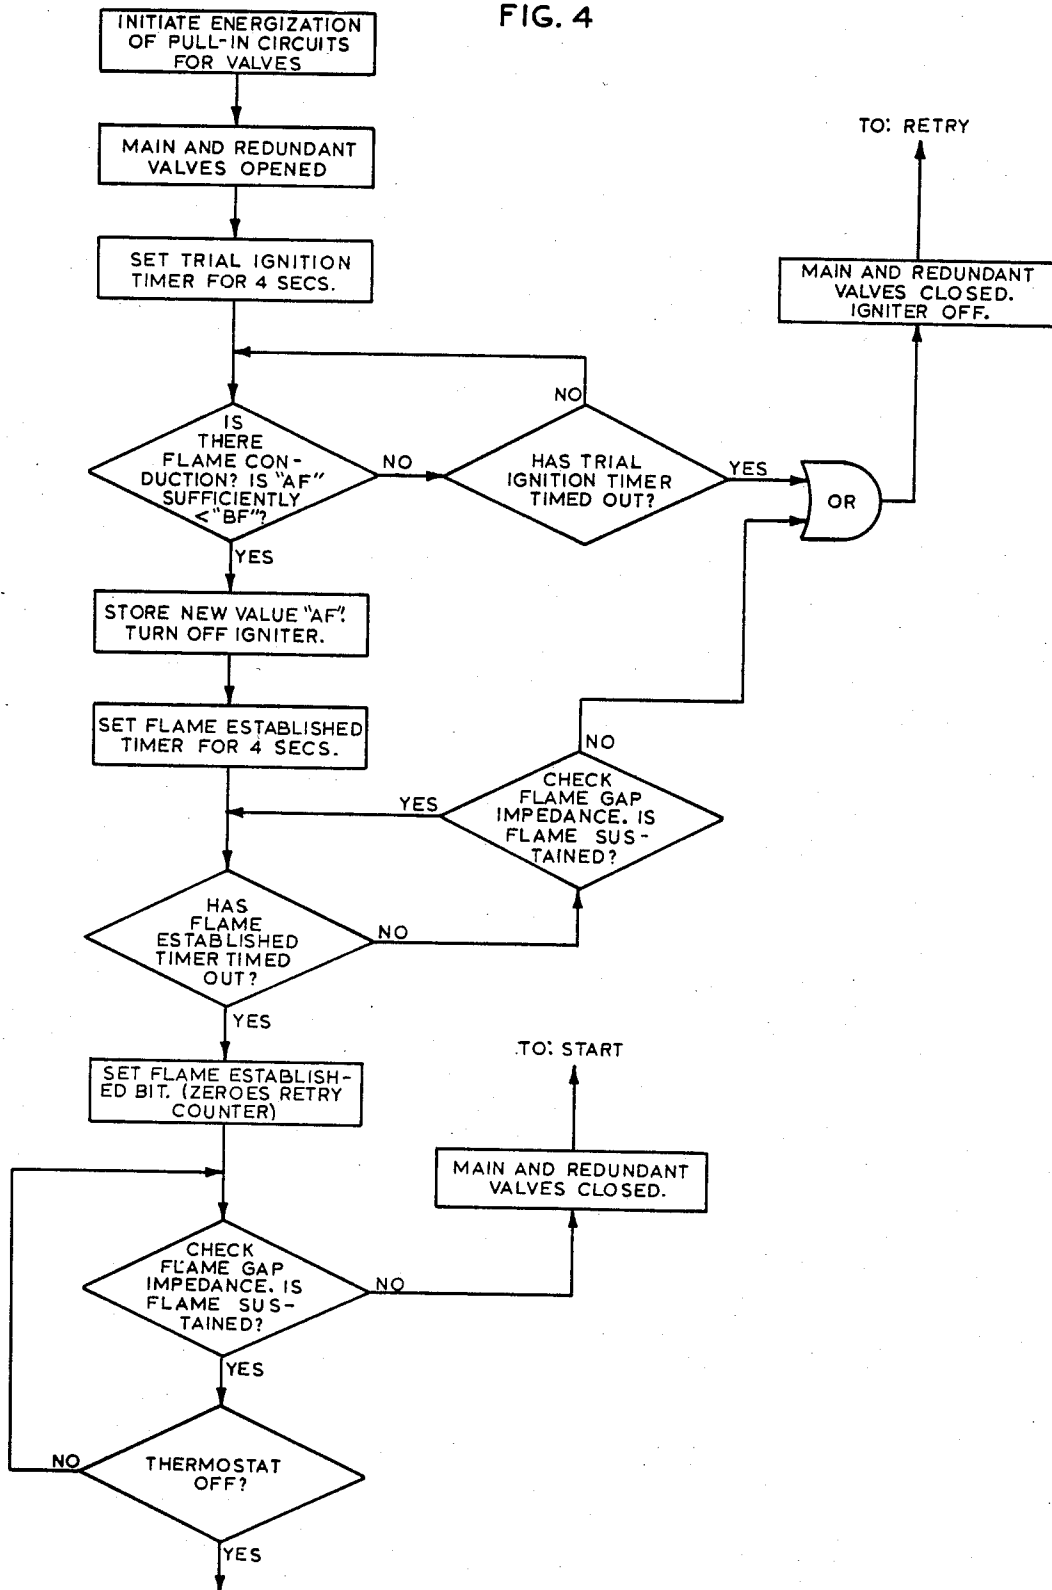 FIG. 4
INITIATE ENERGIZATION
OF PULL-IN CIRCUITS
FOR VALVES
MAIN AND REDUNDANT
VALVES OPENED
SET TRIAL IGNITION
TIMER FOR 4 SECS.
TO: RETRY
MAIN AND REDUNDANT
VALVES CLOSED.
IGNITER OFF.
IS
THERE
FLAME CON-
DUCTION? IS "AF"
SUFFICIENTLY
< "BF"?
NO
YES
NO
HAS TRIAL
IGNITION TIMER
TIMED OUT?
YES
OR
STORE NEW VALUE "AF".
TURN OFF IGNITER.
SET FLAME ESTABLISHED
TIMER FOR 4 SECS.
NO
YES
CHECK
FLAME GAP
IMPEDANCE. IS
FLAME SUS-
TAINED?
HAS
FLAME
ESTABLISHED
TIMER TIMED
OUT?
NO
YES
SET FLAME ESTABLISH-
ED BIT. (ZEROES RETRY
COUNTER)
TO: START
MAIN AND REDUNDANT
VALVES CLOSED.
CHECK
FLAME GAP
IMPEDANCE. IS
FLAME SUS-
TAINED?
NO
YES
THERMOSTAT
OFF?
NO
YES